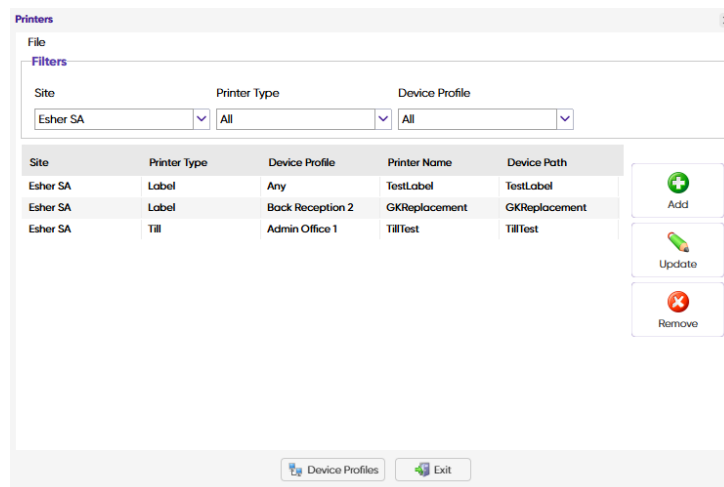 Printers
File
Filters
Site Printer Type Device Profile
Esher SA All All
Site Printer Type Device Profile Printer Name Device Path
Esher SA Label Any TestLabel TestLabel
Esher SA Label Back Reception 2 GKReplacement GKReplacement
Esher SA Till Admin Office 1 TillTest TillTest
Add
Update
Remove
Device Profiles Exit